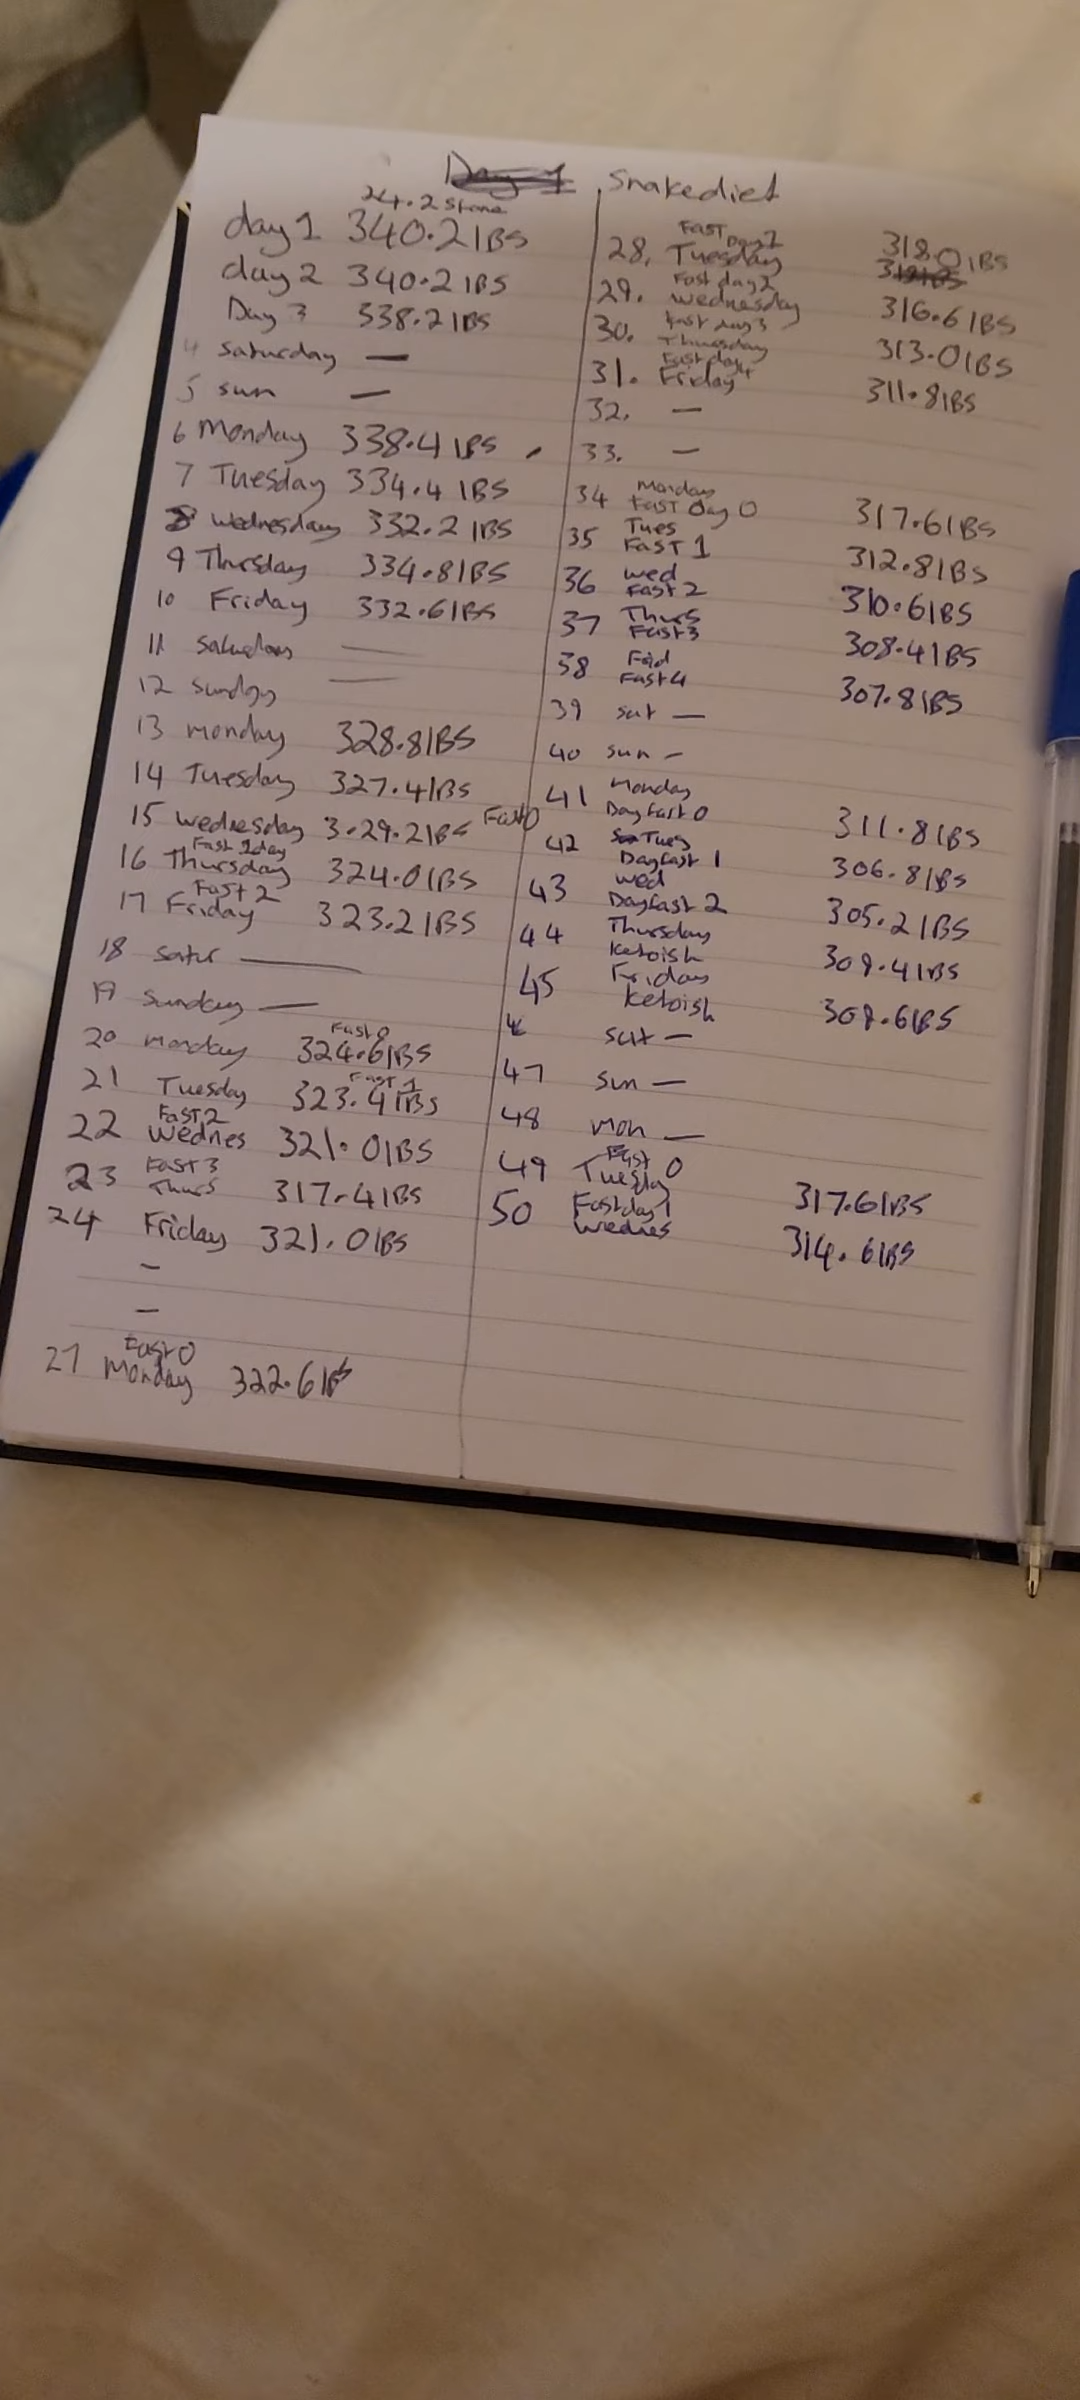 Snakediet
24.2 stone
day 1 340.2 lBS
day 2 340.2 lBS
Day 3 338.2 lBS
4 saturday —
5 sun —
6 Monday 338.4 lBS
7 Tuesday 334.4 lBS
8 wednesday 332.2 lBS
9 Thursday 334.8 lBS
10 Friday 332.6 lBS
11 saturday —
12 sunday —
13 monday 328.8 lBS
14 Tuesday 327.4 lBS
15 wednesday 3.29.2 lBS Fast 0
Fast 1 day
16 Thursday 324.0 lBS
Fast 2
17 Friday 323.2 lBS
18 satur —
19 sunday —
Fast 0
20 monday 324.6 lBS
Fast 1
21 Tuesday 323.4 lBS
Fast 2
22 wednes 321.0 lBS
Fast 3
23 Thurs 317.4 lBS
24 Friday 321.0 lBS
—
—
Fast 0
27 Monday 322.6 lB
Fast Day 1
28. Tuesday 318.0 lBS
Fast day 2
29. wednesday 316.6 lBS
Fast day 3
30. Thursday 313.0 lBS
Fast day 4
31. Friday 311.8 lBS
32. —
33. —
34 Monday
Fast Day 0 317.6 lBS
35 Tues
Fast 1 312.8 lBS
36 wed
Fast 2 310.6 lBS
37 Thurs
Fast 3 308.4 lBS
38 Frid
Fast 4 307.8 lBS
39 sat —
40 sun –
41 Monday
Day Fast 0 311.8 lBS
42 Tues
Day fast 1 306.8 lBS
43 wed
Day fast 2 305.2 lBS
44 Thursday
Ketoish 309.4 lBS
45 Friday
Ketoish 309.6 lBS
sat —
47 sun —
48 mon —
Fast 0
49 Tuesday 317.6 lBS
50 Fast day 1
wednes 314.6 lBS